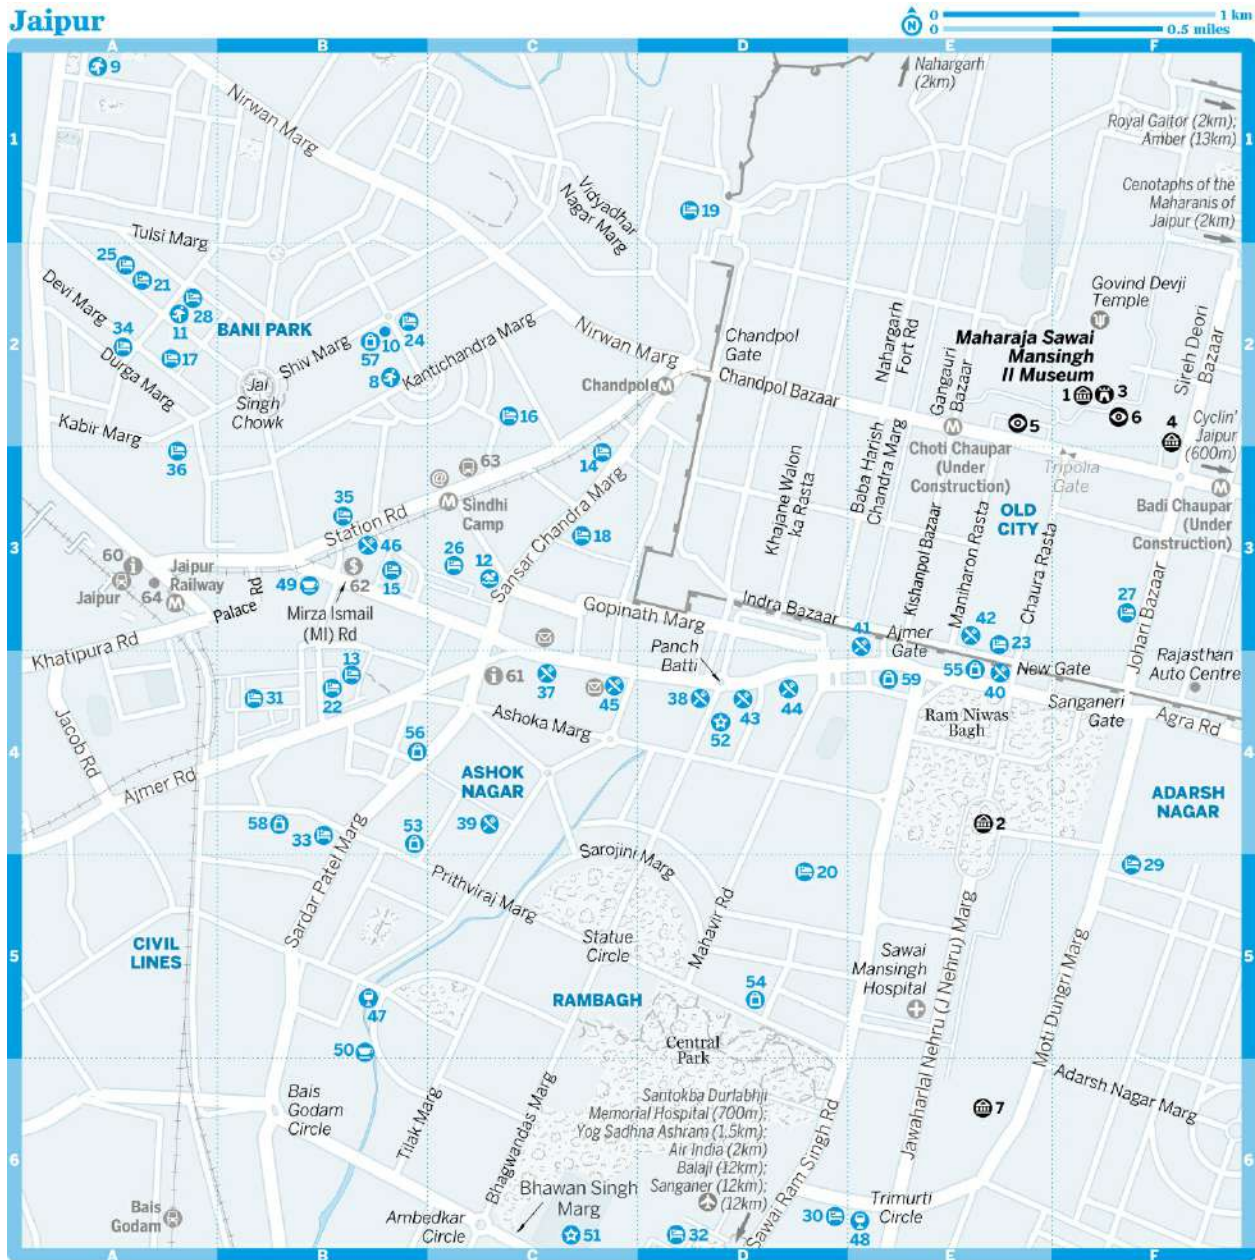 Jaipur
N
0
1 km
0
0.5 miles
A
B
C
D
E
F
1
1
2
2
3
3
4
4
5
5
6
6
A
B
C
D
E
F
9
Nirwan Marg
Nahargarh
(2km)
Royal Gaitor (2km);
Amber (13km)
Vidyadhar
Nagar Marg
19
Cenotaphs of the
Maharanis of
Jaipur (2km)
Tulsi Marg
25
21
Devi Marg
28
11
BANI PARK
34
17
Durga Marg
Shiv Marg
57
10
24
8
Kantichandra Marg
Nirwan Marg
Jai
Singh
Chowk
Chandpole
M
16
Chandpol
Gate
Chandpol Bazaar
Nahargarh
Fort Rd
Gangauri
Bazaar
Govind Devji
Temple
Sireh Deori
Bazaar
Maharaja Sawai
Mansingh
II Museum
1
3
6
5
4
Cyclin'
Jaipur
(600m)
Kabir Marg
36
14
63
@
M
Sindhi
Camp
Sansar Chandra Marg
Khajane Walon
ka Rasta
Baba Harish
Chandra Marg
M
Choti Chaupar
(Under
Construction)
Tripolia
Gate
OLD
CITY
M
Badi Chaupar
(Under
Construction)
35
Station Rd
46
26
12
18
Kishanpol Bazaar
Maniharon Rasta
Chaura Rasta
60
Jaipur
Jaipur
Railway
64
M
Palace Rd
49
$
62
15
Mirza Ismail
(MI) Rd
Gopinath Marg
Indra Bazaar
Johari Bazaar
27
Khatipura Rd
41
Ajmer
Gate
42
23
Panch
Batti
13
31
22
61
37
45
38
43
44
52
59
55
40
New Gate
Rajasthan
Auto Centre
Sanganeri
Gate
Agra Rd
Jacob Rd
Ashoka Marg
Ram Niwas
Bagh
56
ASHOK
NAGAR
Ajmer Rd
ADARSH
NAGAR
58
33
53
39
2
Sardar Patel Marg
Sarojini Marg
20
29
Prithviraj Marg
Mahavir Rd
Statue
Circle
CIVIL
LINES
Sawai
Mansingh
Hospital
47
RAMBAGH
54
Jawaharlal Nehru (J Nehru) Marg
Moti Dungri Marg
50
Central
Park
Adarsh Nagar Marg
Bais
Godam
Circle
Tilak Marg
Bhagwandas Marg
Santokba Durlabhji
Memorial Hospital (700m);
Yog Sadhna Ashram (1.5km);
Air India (2km)
Balaji (12km);
Sanganer (12km);
(12km)
Sawai Ram Singh Rd
7
Bais
Godam
Ambedkar
Circle
Bhawan Singh
Marg
51
32
30
48
Trimurti
Circle